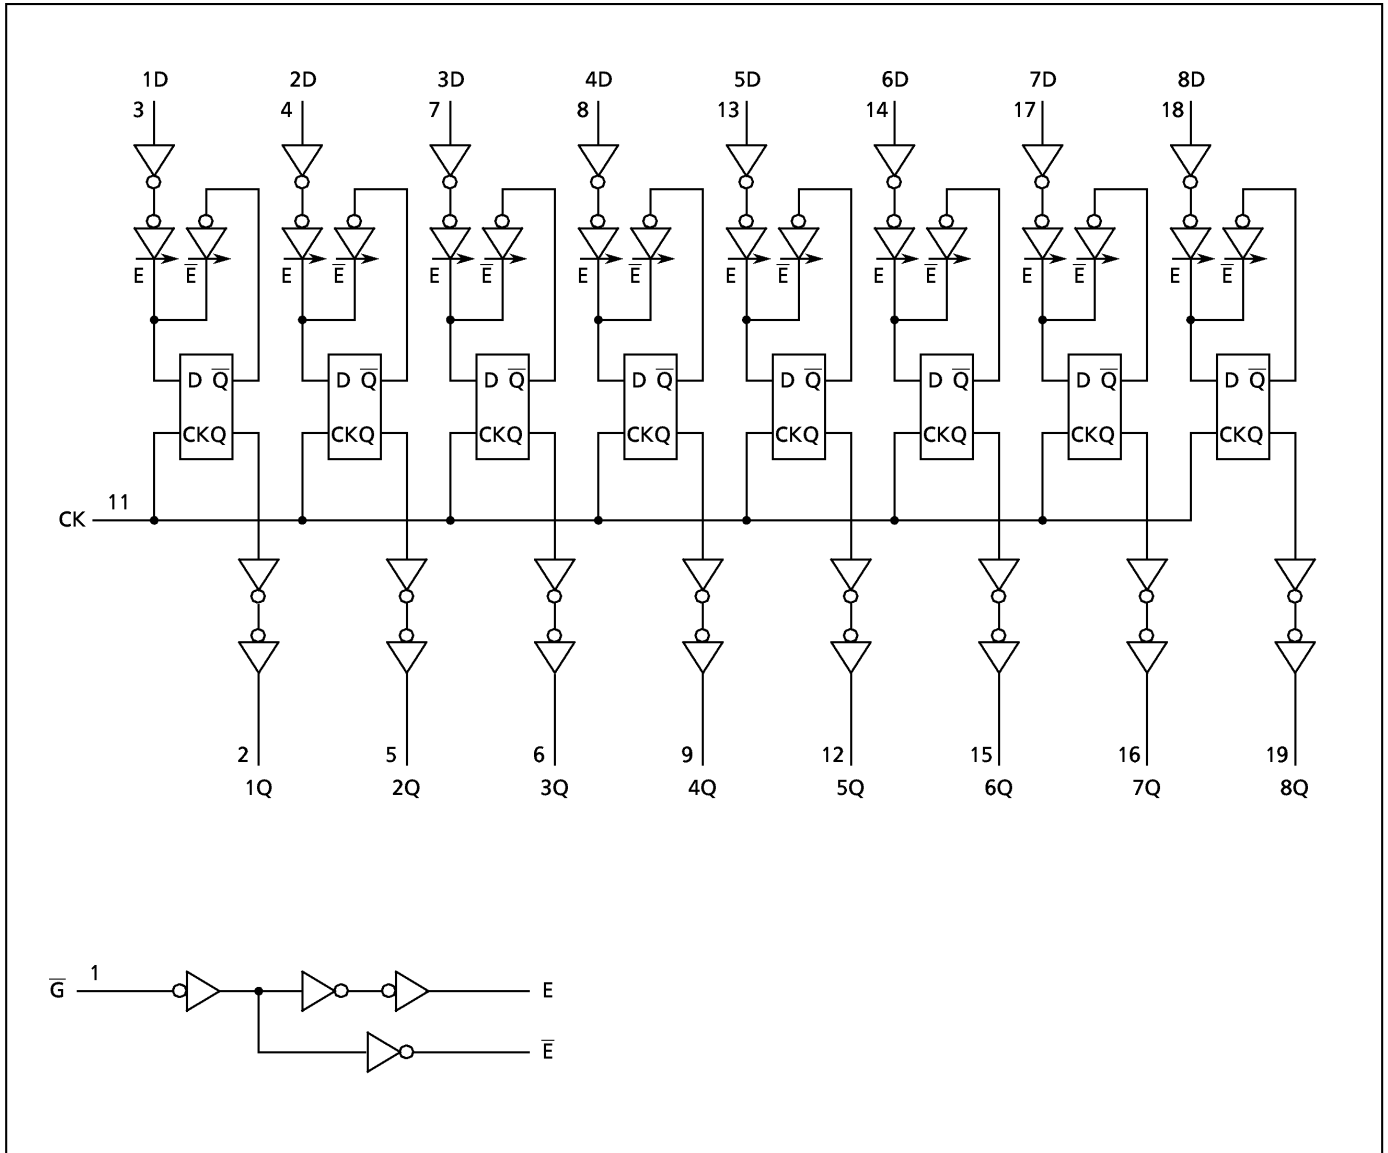 1D 2D 3D 4D 5D 6D 7D 8D
3 4 7 8 13 14 17 18
E E̅ E E̅ E E̅ E E̅ E E̅ E E̅ E E̅ E E̅
D Q̅ D Q̅ D Q̅ D Q̅ D Q̅ D Q̅ D Q̅ D Q̅
CKQ CKQ CKQ CKQ CKQ CKQ CKQ CKQ
11
CK
2 5 6 9 12 15 16 19
1Q 2Q 3Q 4Q 5Q 6Q 7Q 8Q
1
G̅ E
E̅